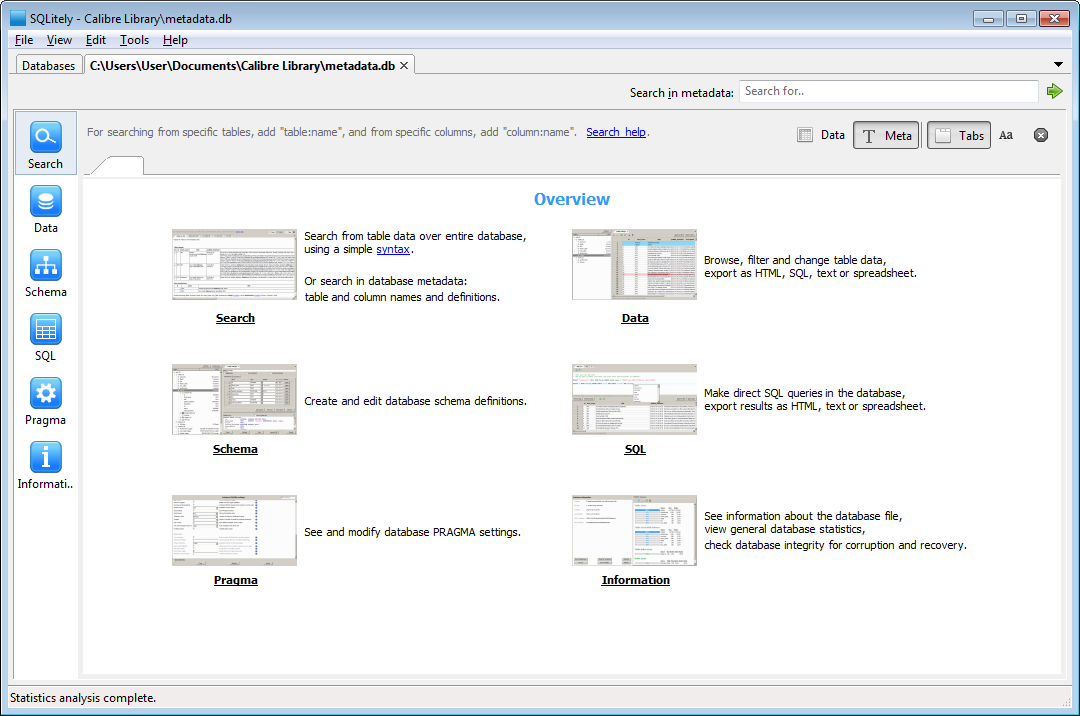 SQLitely - Calibre Library\metadata.db
File View Edit Tools Help
Databases C:\Users\User\Documents\Calibre Library\metadata.db
Search in metadata: Search for..
For searching from specific tables, add "table:name", and from specific columns, add "column:name". Search help.
Data Meta Tabs Aa
Search
Data
Schema
SQL
Pragma
Informati..
Overview
Search from table data over entire database,
using a simple syntax.
Or search in database metadata:
table and column names and definitions.
Search
Browse, filter and change table data,
export as HTML, SQL, text or spreadsheet.
Data
Create and edit database schema definitions.
Schema
Make direct SQL queries in the database,
export results as HTML, text or spreadsheet.
SQL
See and modify database PRAGMA settings.
Pragma
See information about the database file,
view general database statistics,
check database integrity for corruption and recovery.
Information
Statistics analysis complete.